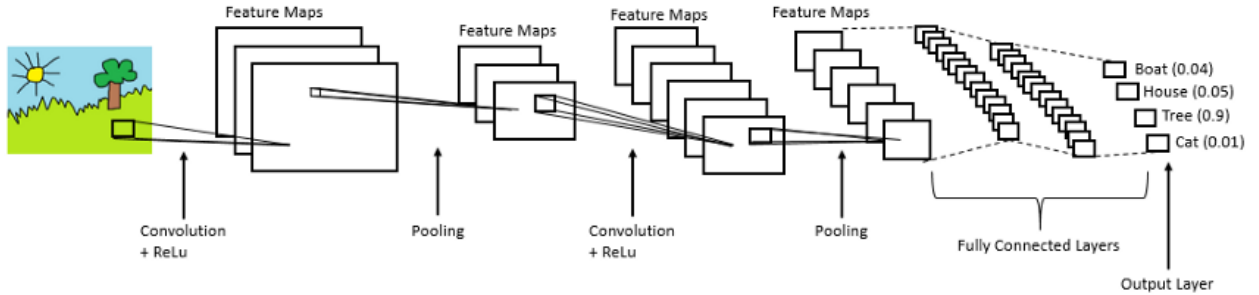 Feature Maps
Feature Maps
Feature Maps
Feature Maps
Boat (0.04)
House (0.05)
Tree (0.9)
Cat (0.01)
Convolution
+ ReLu
Pooling
Convolution
+ ReLu
Pooling
Fully Connected Layers
Output Layer